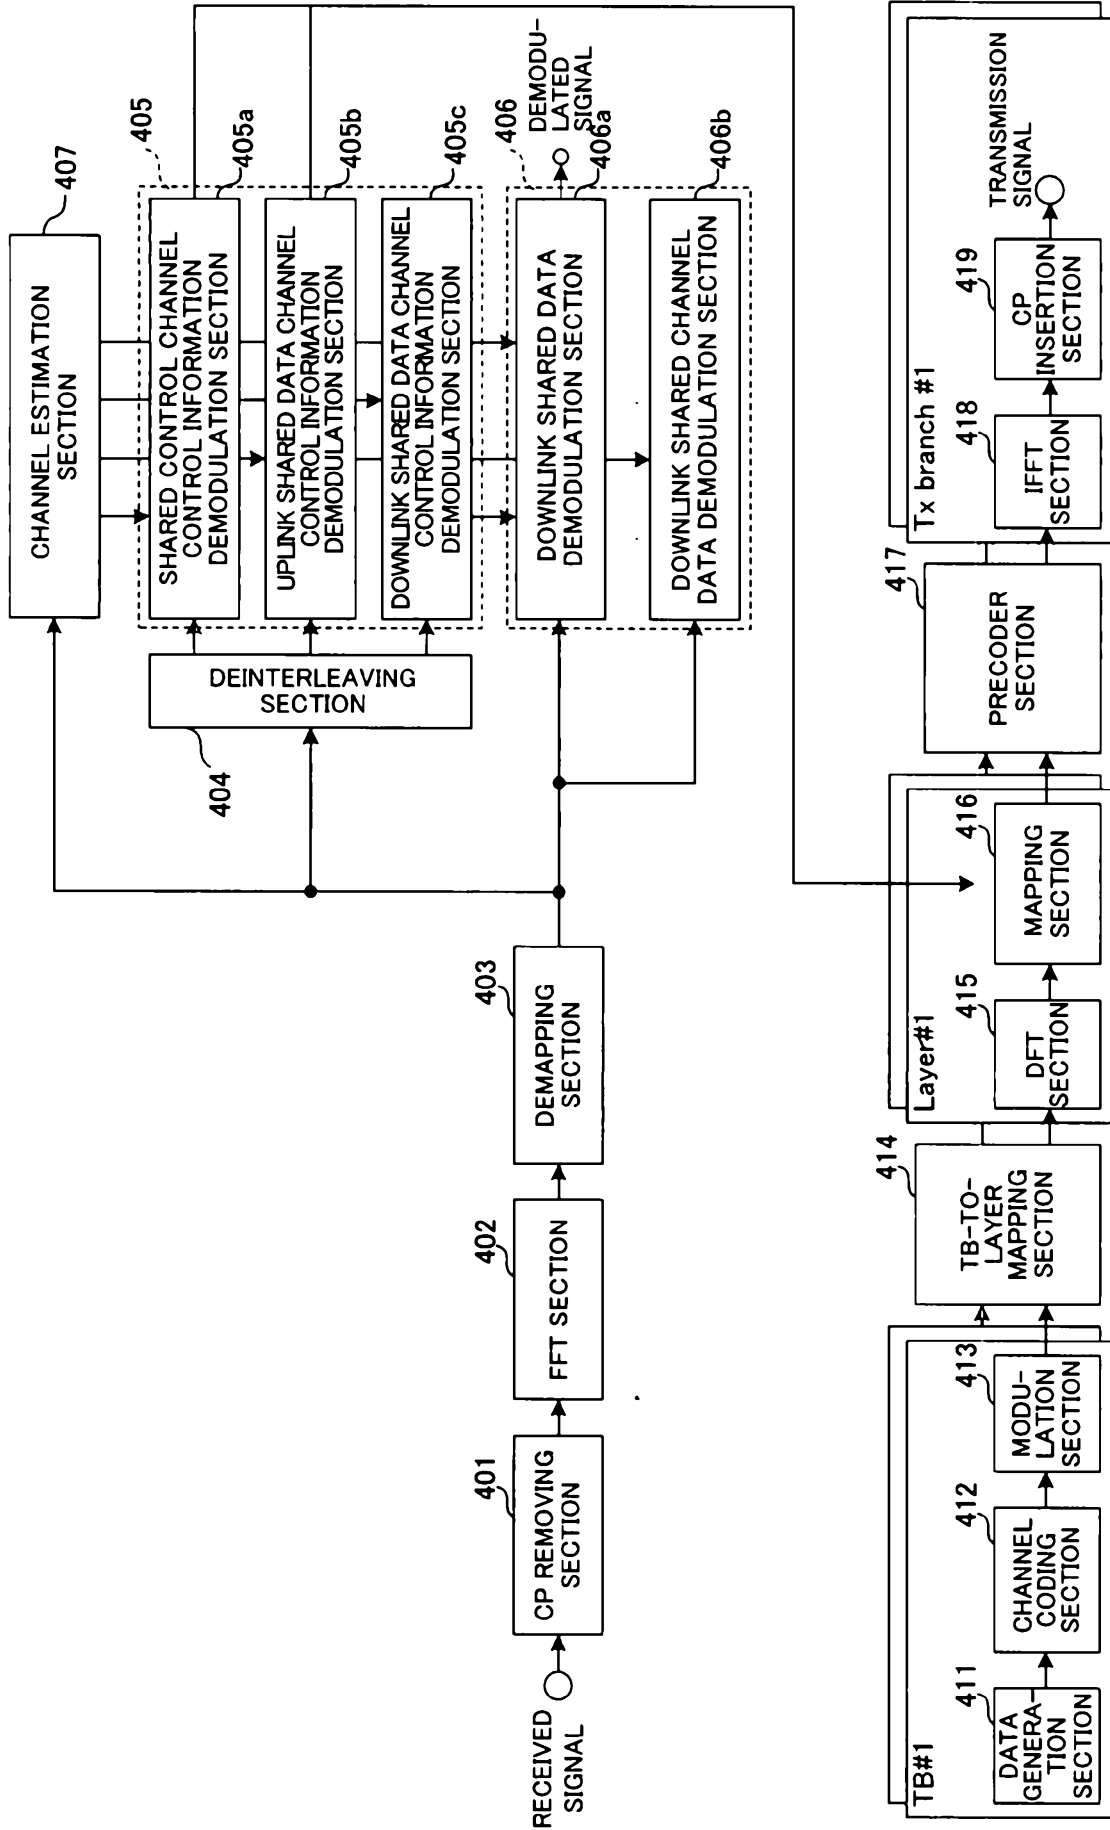 407
CHANNEL ESTIMATION
SECTION
405
405a
SHARED CONTROL CHANNEL
CONTROL INFORMATION
DEMODULATION SECTION
405b
UPLINK SHARED DATA CHANNEL
CONTROL INFORMATION
DEMODULATION SECTION
405c
DOWNLINK SHARED DATA CHANNEL
CONTROL INFORMATION
DEMODULATION SECTION
404
DEINTERLEAVING
SECTION
406
DEMODU-
LATED
SIGNAL
406a
DOWNLINK SHARED DATA
DEMODULATION SECTION
406b
DOWNLINK SHARED CHANNEL
DATA DEMODULATION SECTION
RECEIVED
SIGNAL
401
CP REMOVING
SECTION
402
FFT SECTION
403
DEMAPPING
SECTION
TB#1
411
DATA
GENERA-
TION
SECTION
412
CHANNEL
CODING
SECTION
413
MODU-
LATION
SECTION
414
TB-TO-
LAYER
MAPPING
SECTION
Layer#1
415
DFT
SECTION
416
MAPPING
SECTION
417
PRECODER
SECTION
Tx branch #1
418
IFFT
SECTION
419
CP
INSERTION
SECTION
TRANSMISSION
SIGNAL